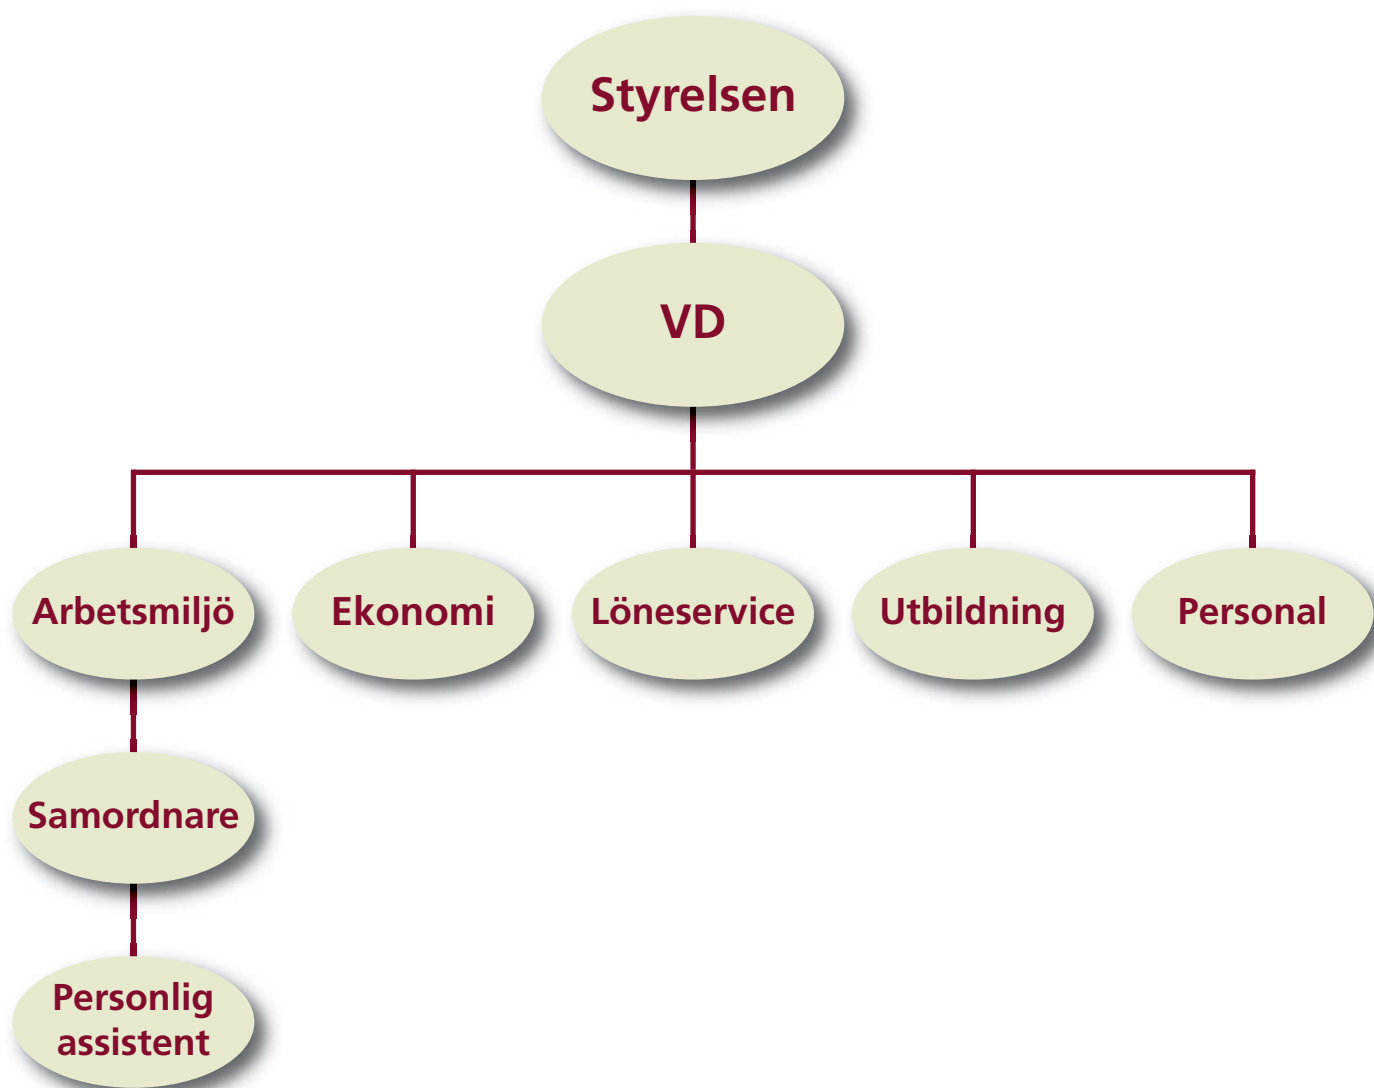 Styrelsen
VD
Arbetsmiljö
Ekonomi
Löneservice
Utbildning
Personal
Samordnare
Personlig
assistent